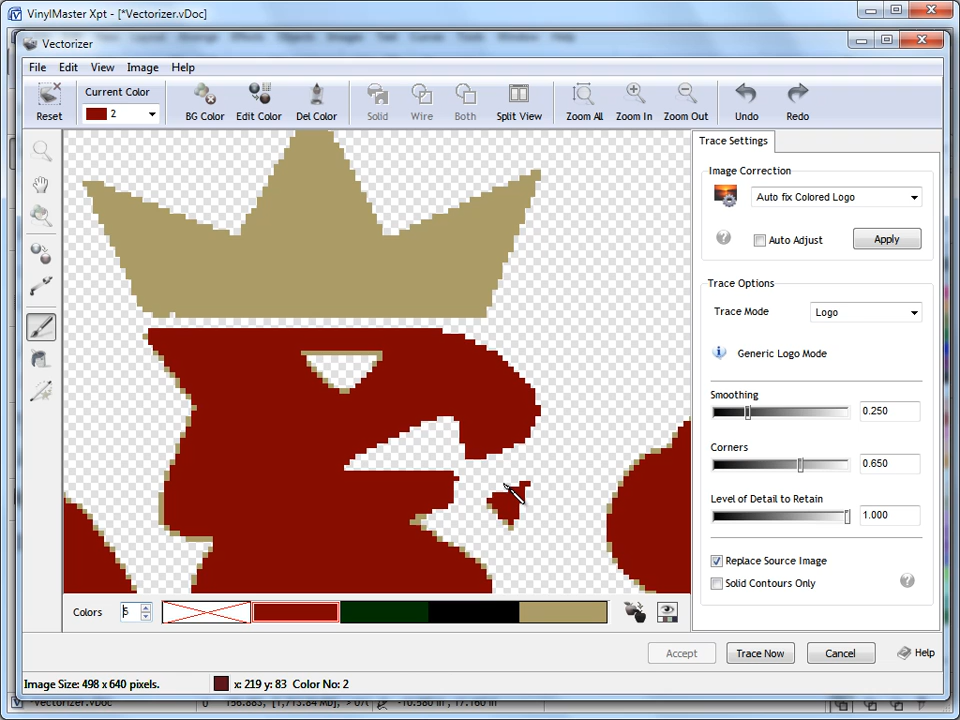 VinylMaster Xpt - [*Vectorizer.vDoc]
Vectorizer
File Edit View Image Help
Current Color
2
Reset BG Color Edit Color Del Color Solid Wire Both Split View Zoom All Zoom In Zoom Out Undo Redo
Trace Settings
Image Correction
Auto fix Colored Logo
Auto Adjust Apply
Trace Options
Trace Mode Logo
Generic Logo Mode
Smoothing
0.250
Corners
0.650
Level of Detail to Retain
1.000
Replace Source Image
Solid Contours Only
Colors 5
Accept Trace Now Cancel Help
Image Size: 498 x 640 pixels. x: 219 y: 83 Color No: 2